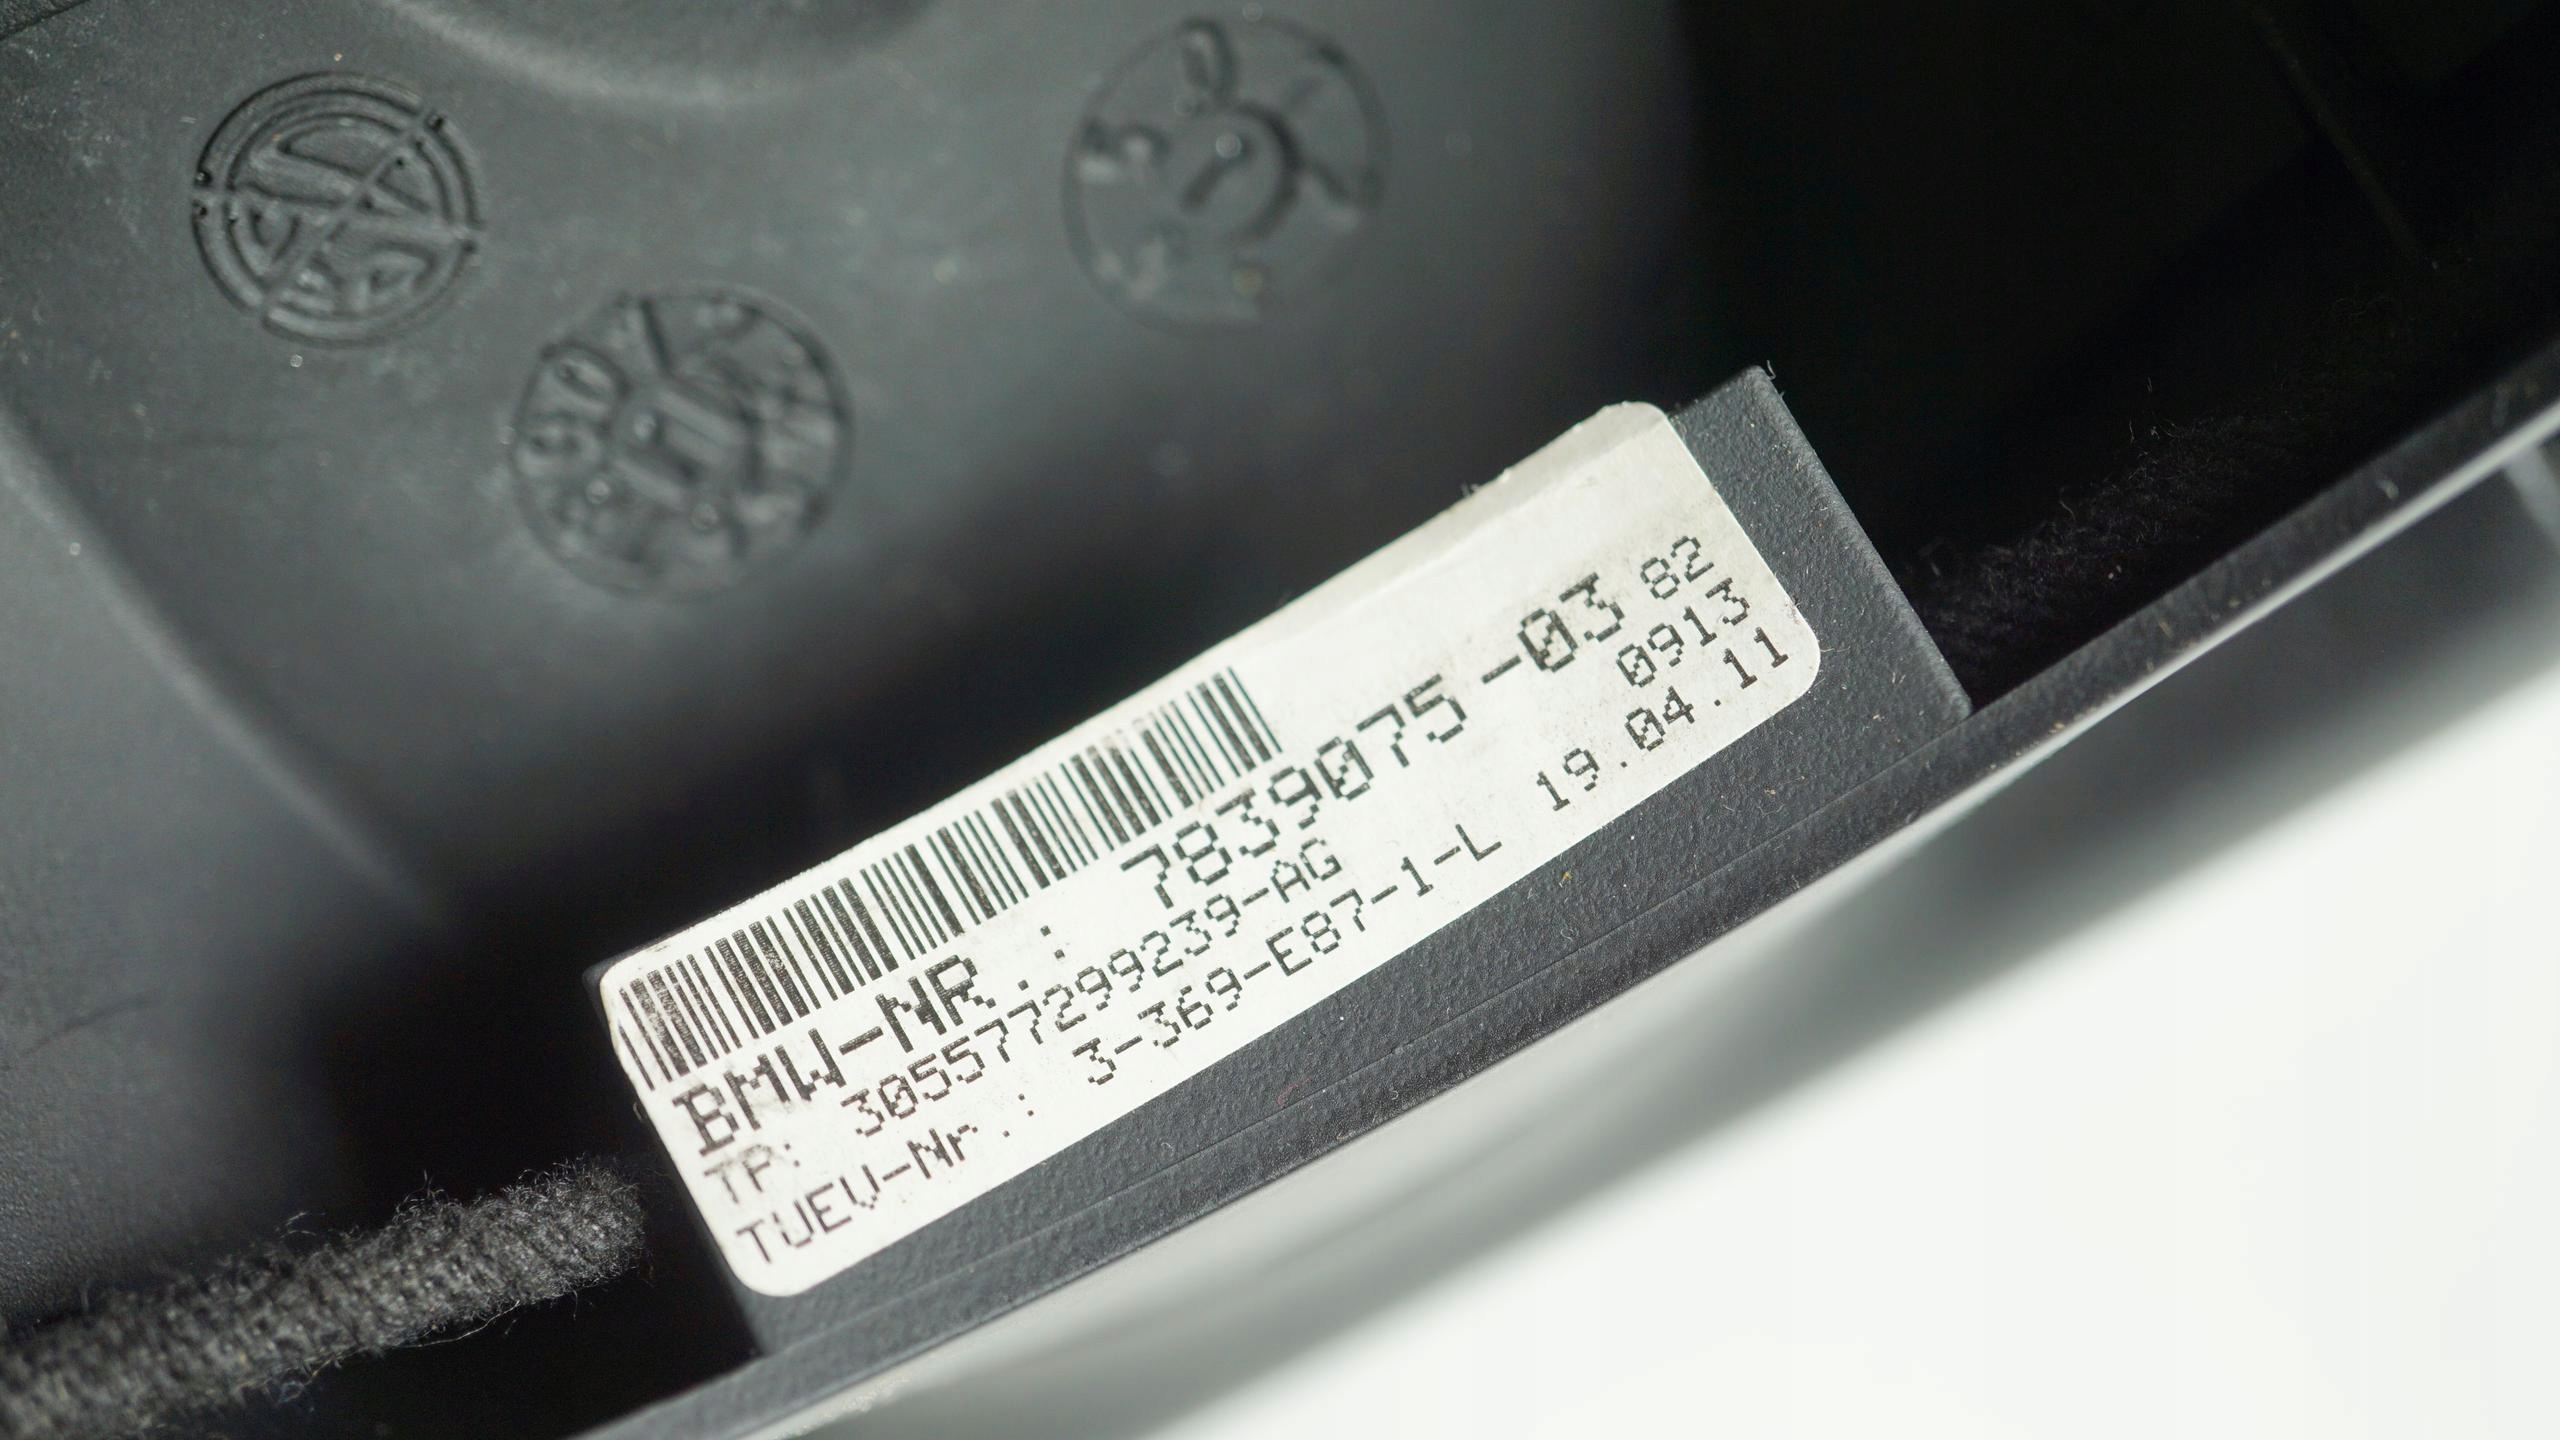 BMW-NR.: 7839075-03 82
TP: 305577299239-AG 0913
TUEV-Nr.: 3-369-E87-1-L 19.04.11